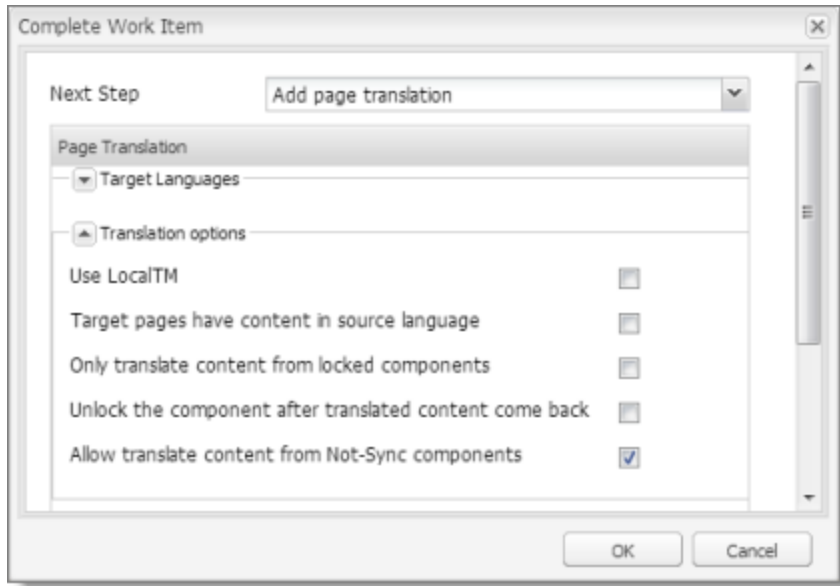 Complete Work Item
Next Step Add page translation
Page Translation
Target Languages
Translation options
Use LocalTM
Target pages have content in source language
Only translate content from locked components
Unlock the component after translated content come back
Allow translate content from Not-Sync components
OK Cancel